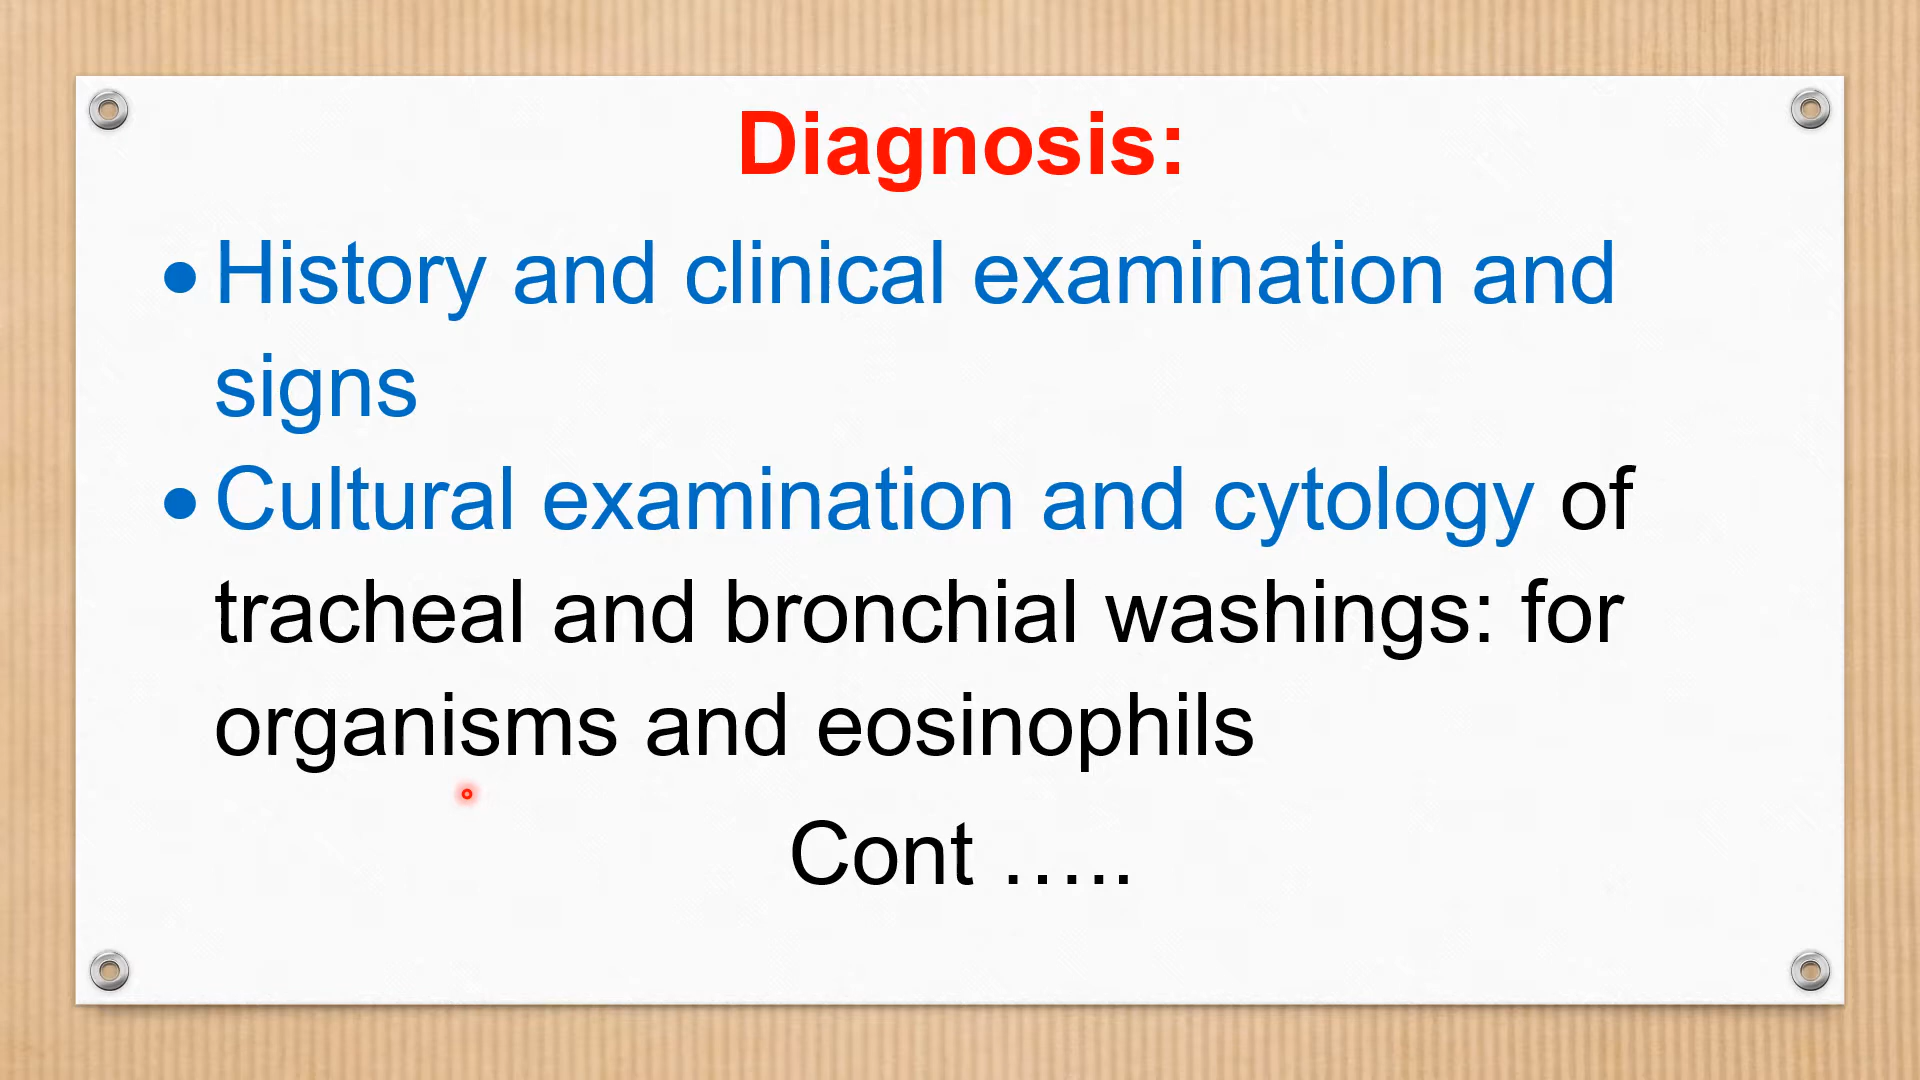 Diagnosis:
• History and clinical examination and
signs
• Cultural examination and cytology of
tracheal and bronchial washings: for
organisms and eosinophils
Cont …..